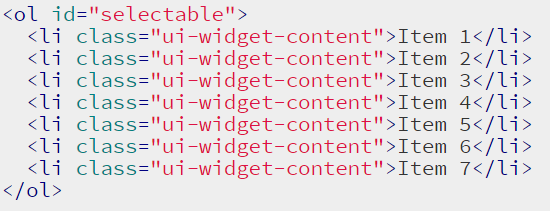 <ol id="selectable">
  <li class="ui-widget-content">Item 1</li>
  <li class="ui-widget-content">Item 2</li>
  <li class="ui-widget-content">Item 3</li>
  <li class="ui-widget-content">Item 4</li>
  <li class="ui-widget-content">Item 5</li>
  <li class="ui-widget-content">Item 6</li>
  <li class="ui-widget-content">Item 7</li>
</ol>